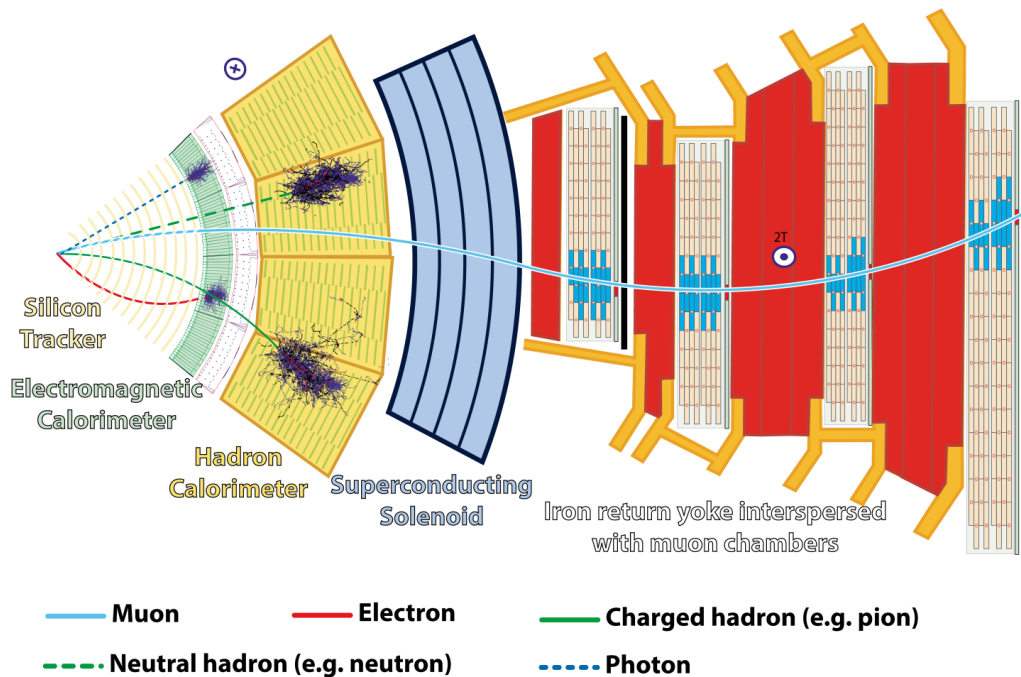 2T
Silicon
Tracker
Electromagnetic
Calorimeter
Hadron
Calorimeter
Superconducting
Solenoid
Iron return yoke interspersed
with muon chambers
Muon
Electron
Charged hadron (e.g. pion)
Neutral hadron (e.g. neutron)
Photon